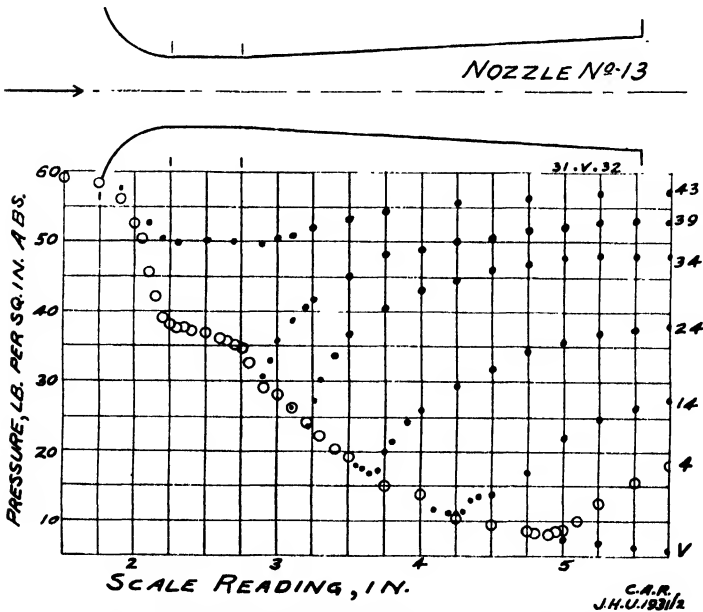 NOZZLE Nº-13
31.V.32
60
50
40
30
20
10
43
39
34
24
14
4
V
PRESSURE, LB. PER SQ. IN. ABS.
2 3 4 5
SCALE READING, IN.
C.A.R.
J.H.U. 1931/2